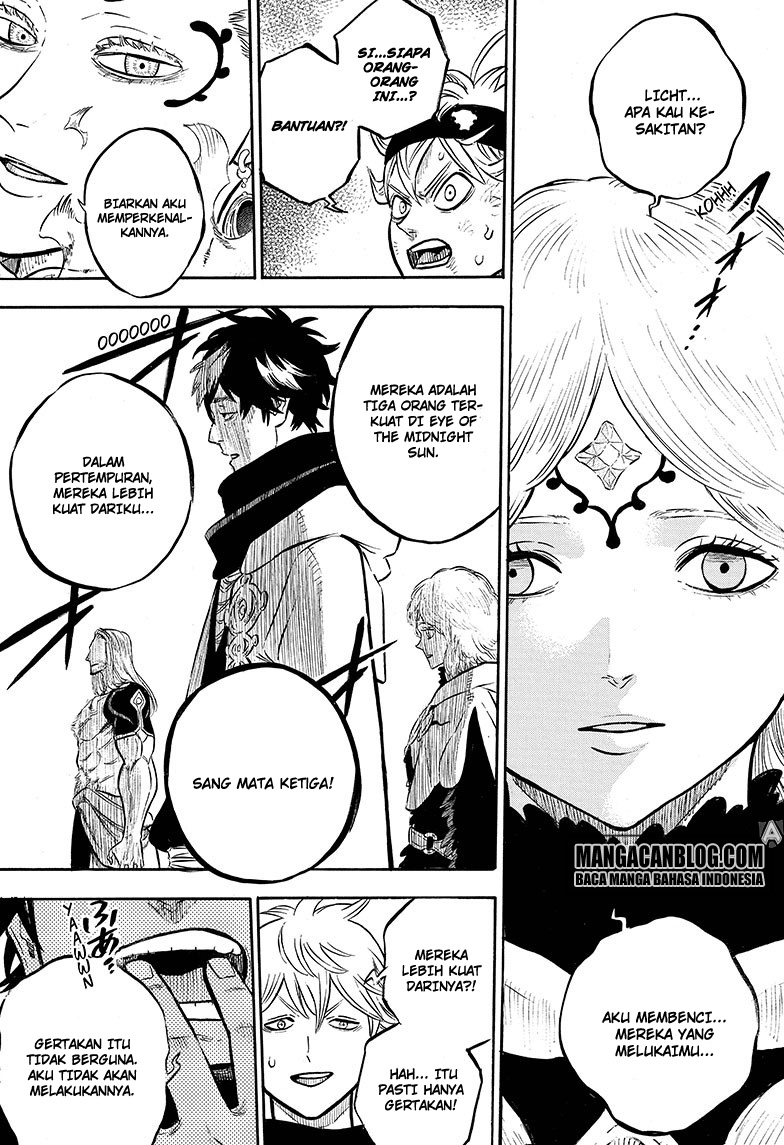 LICHT...
APA KAU KE-
SAKITAN?
KOHHH
AKU MEMBENCI...
MEREKA YANG
MELUKAIMU...
SI...SIAPA
ORANG-
ORANG
INI...?
BANTUAN?!
BIARKAN AKU
MEMPERKENAL-
KANNYA.
MEREKA ADALAH
TIGA ORANG TER-
KUAT DI EYE OF
THE MIDNIGHT
SUN.
OOOOOOO
DALAM
PERTEMPURAN,
MEREKA LEBIH
KUAT DARIKU...
SANG MATA KETIGA!
MEREKA
LEBIH KUAT
DARINYA?!
HAH... ITU
PASTI HANYA
GERTAKAN!
ふぁ…
YAAWWN
GERTAKAN ITU
TIDAK BERGUNA.
AKU TIDAK AKAN
MELAKUKANNYA.
MANGACANBLOG.COM
BACA MANGA BAHASA INDONESIA